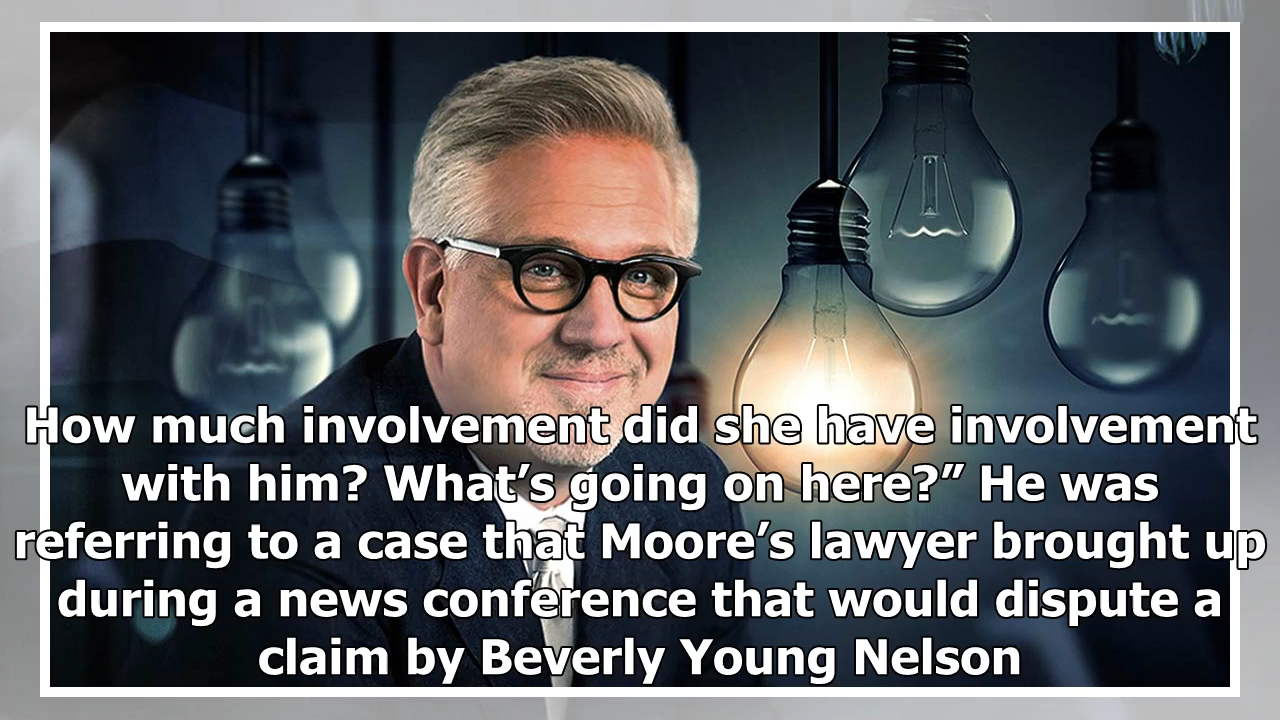 How much involvement did she have involvement
with him? What’s going on here?” He was
referring to a case that Moore’s lawyer brought up
during a news conference that would dispute a
claim by Beverly Young Nelson